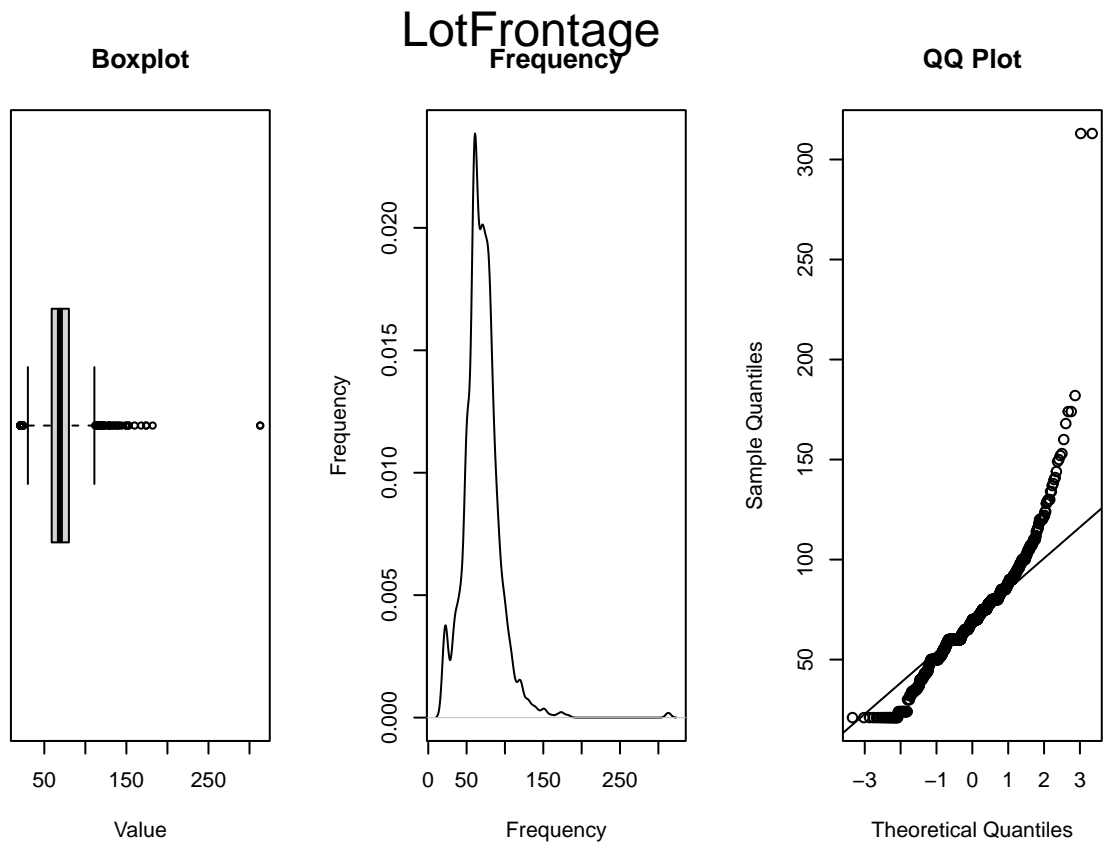 LotFrontage
Boxplot
50 150 250
Value
Frequency
0.000 0.005 0.010 0.015 0.020
Frequency
0 50 150 250
Frequency
QQ Plot
50 100 150 200 250 300
Sample Quantiles
−3 −1 0 1 2 3
Theoretical Quantiles